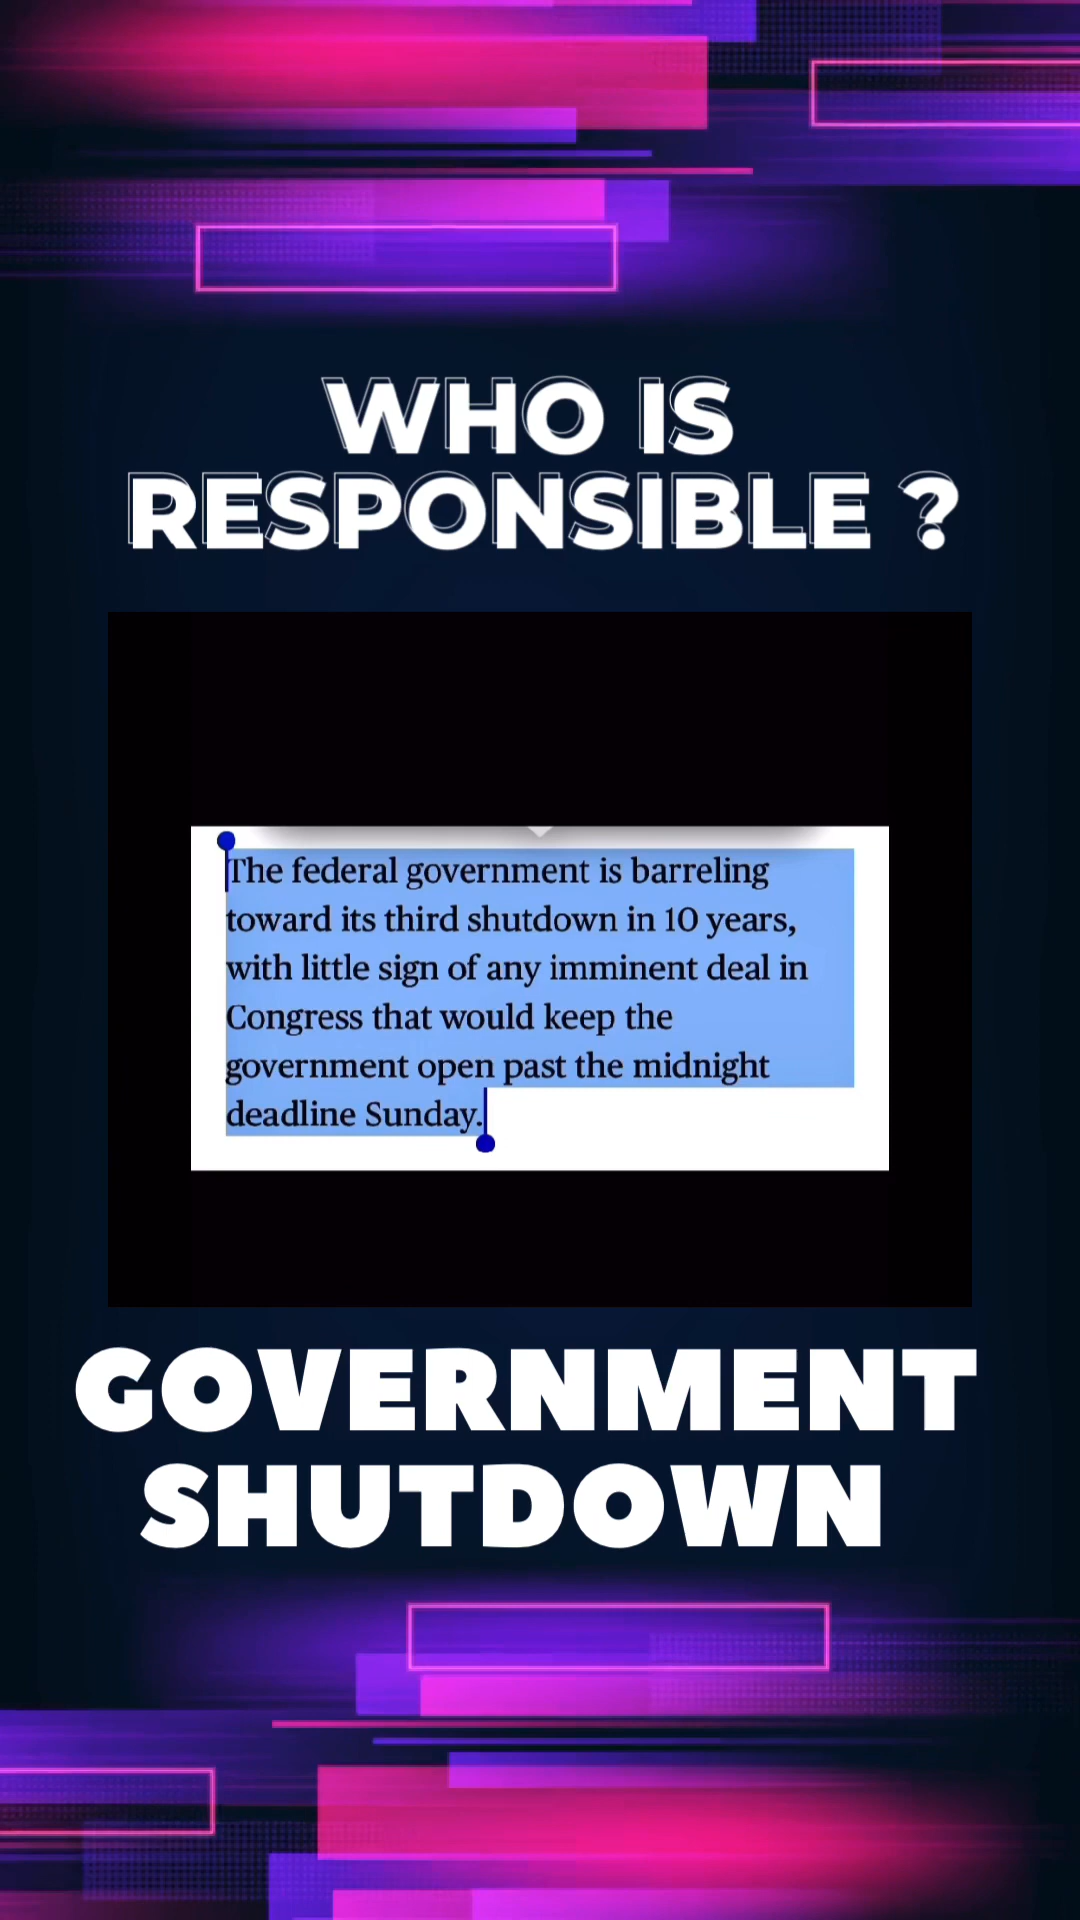 WHO IS
RESPONSIBLE ?
The federal government is barreling
toward its third shutdown in 10 years,
with little sign of any imminent deal in
Congress that would keep the
government open past the midnight
deadline Sunday.
GOVERNMENT
SHUTDOWN